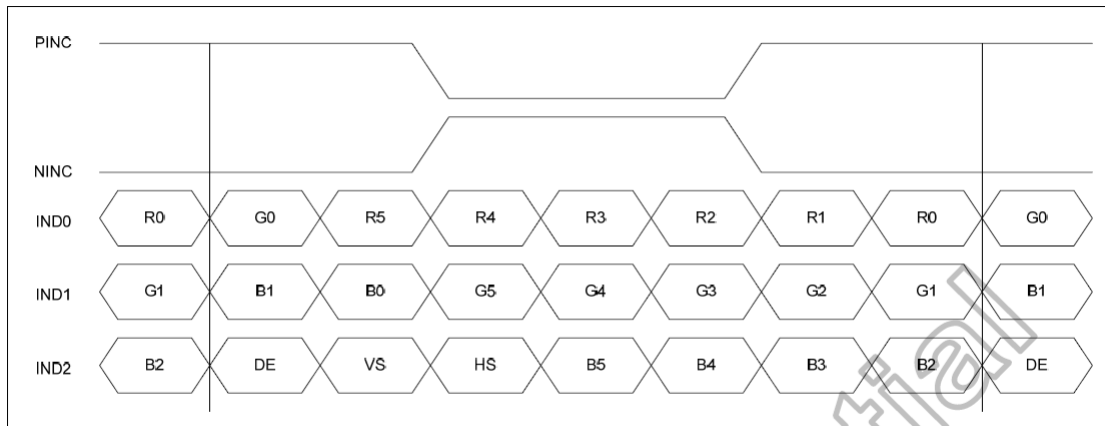 PINC
NINC
IND0 R0 G0 R5 R4 R3 R2 R1 R0 G0
IND1 G1 B1 B0 G5 G4 G3 G2 G1 B1
IND2 B2 DE VS HS B5 B4 B3 B2 DE
tial